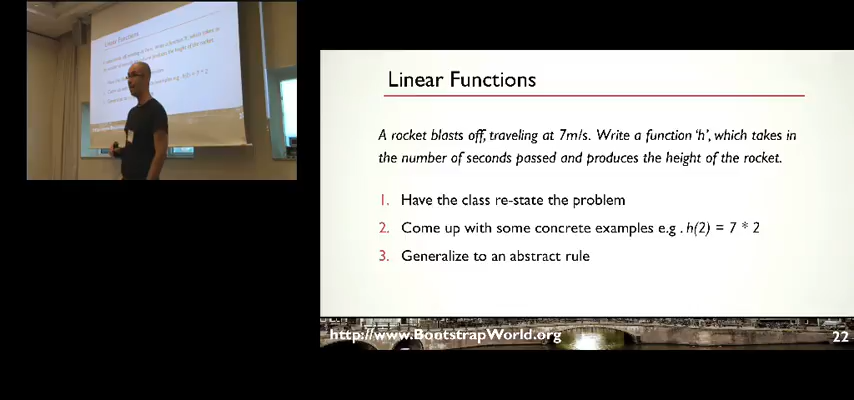 Linear Functions
A rocket blasts off, traveling at 7m/s. Write a function 'h', which takes in
the number of seconds passed and produces the height of the rocket.
1. Have the class re-state the problem
2. Come up with some concrete examples e.g . h(2) = 7 * 2
3. Generalize to an abstract rule
http://www.BootstrapWorld.org
22
Linear Functions